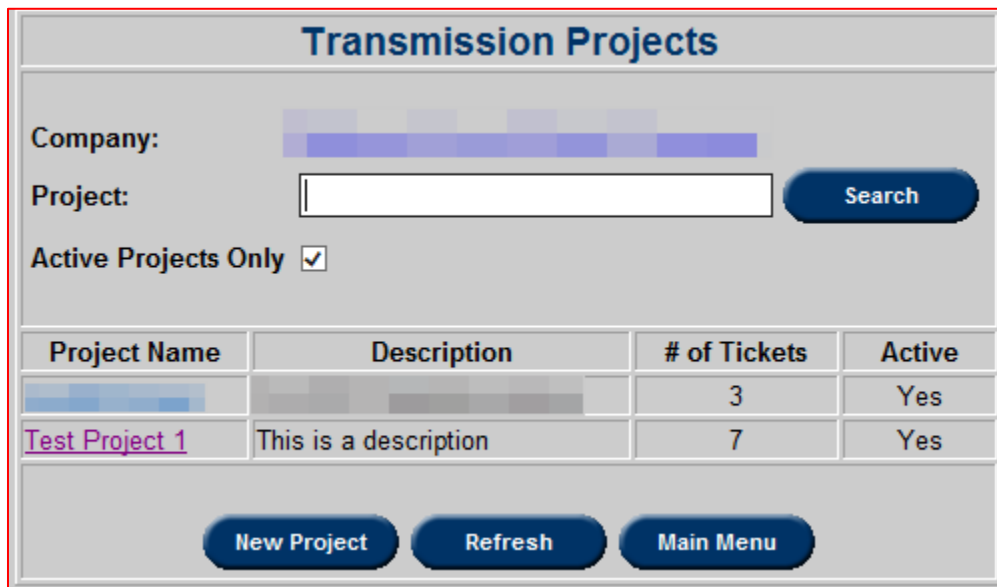 Transmission Projects
Company:
Project: Search
Active Projects Only
Project Name Description # of Tickets Active
3 Yes
Test Project 1 This is a description 7 Yes
New Project Refresh Main Menu